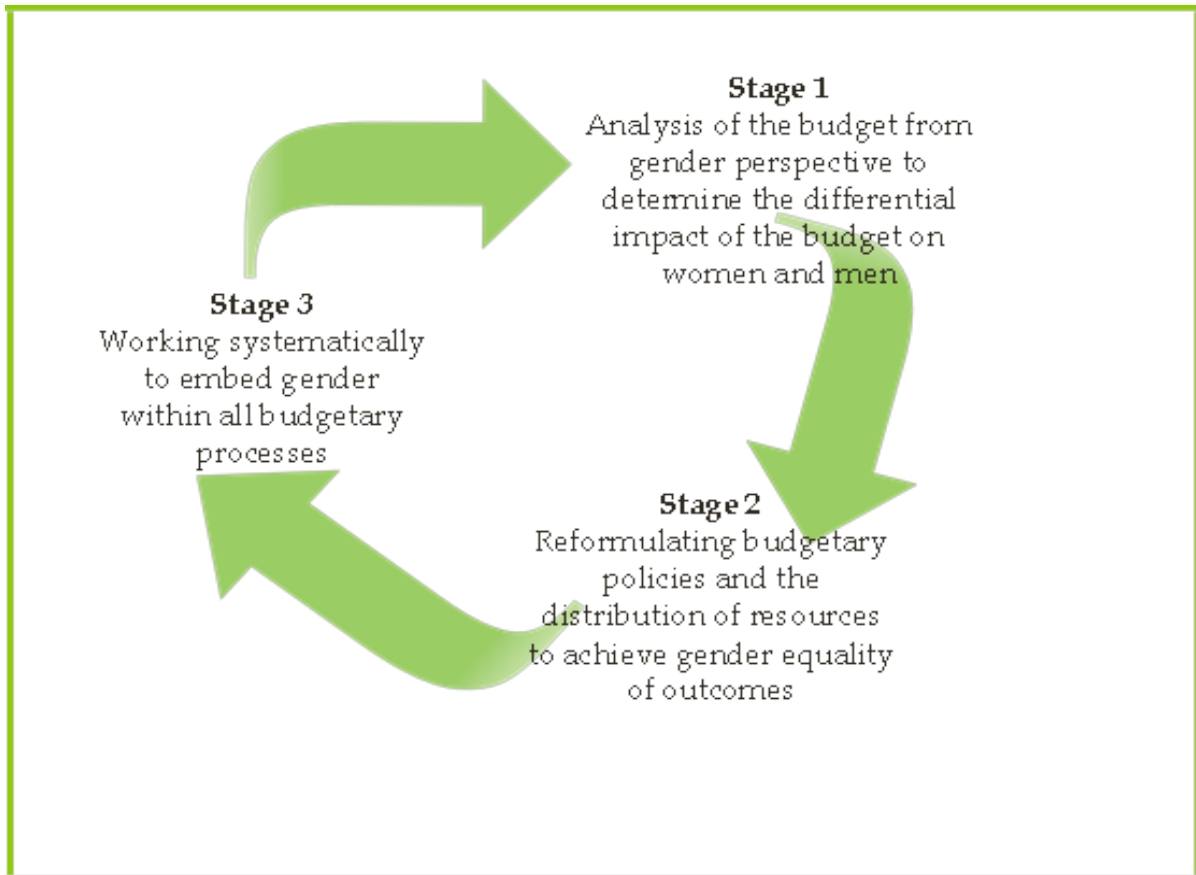 Stage 1
Analysis of the budget from
gender perspective to
determine the differential
impact of the budget on
women and men
Stage 2
Reformulating budgetary
policies and the
distribution of resources
to achieve gender equality
of outcomes
Stage 3
Working systematically
to embed gender
within all budgetary
processes